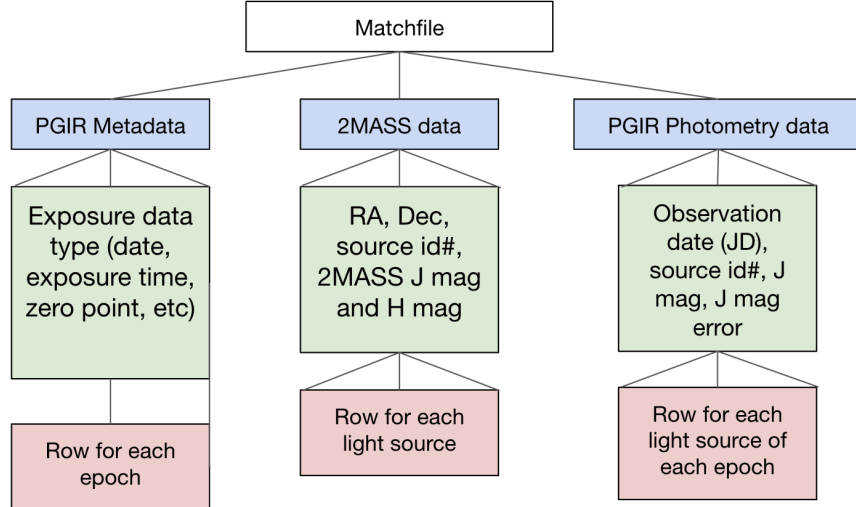 Matchfile
PGIR Metadata
2MASS data
PGIR Photometry data
Exposure data
type (date,
exposure time,
zero point, etc)
RA, Dec,
source id#,
2MASS J mag
and H mag
Observation
date (JD),
source id#, J
mag, J mag
error
Row for each
epoch
Row for each
light source
Row for each
light source of
each epoch